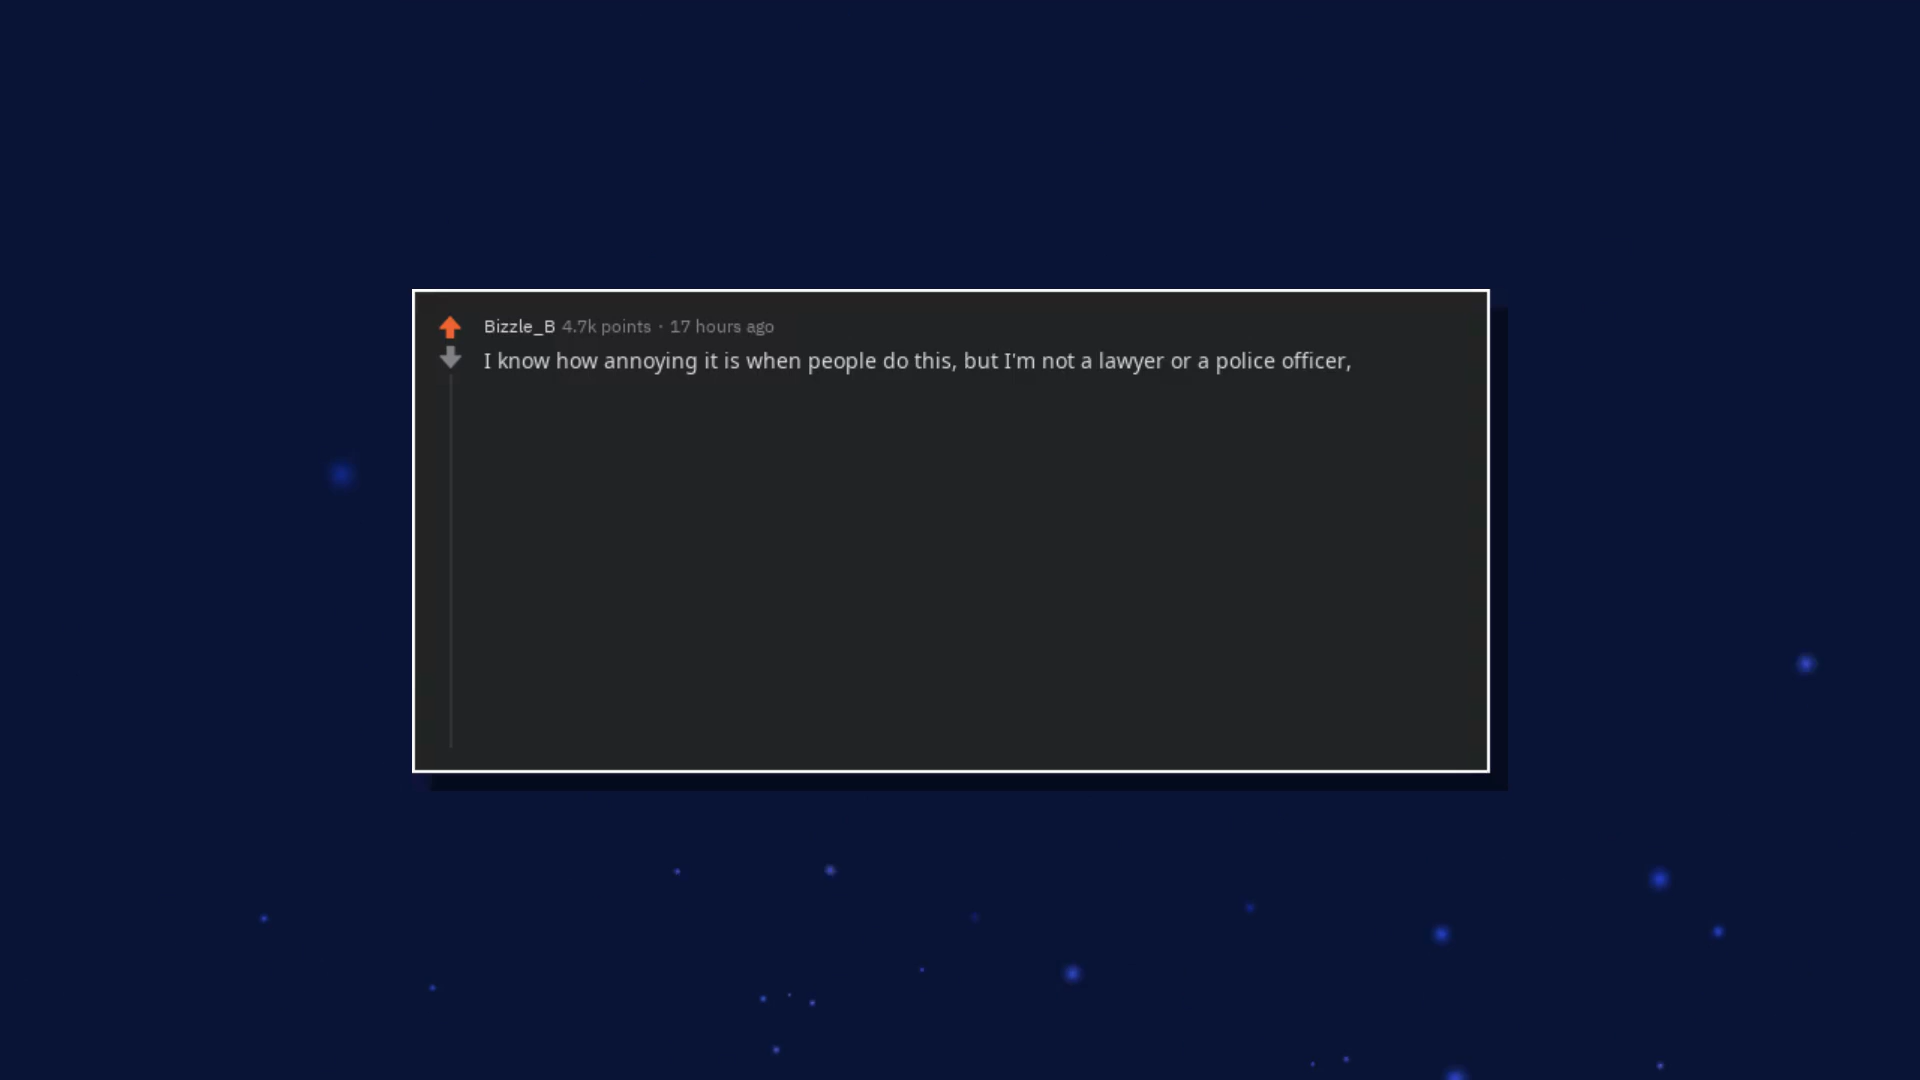 Bizzle_B 4.7k points · 17 hours ago
I know how annoying it is when people do this, but I'm not a lawyer or a police officer,